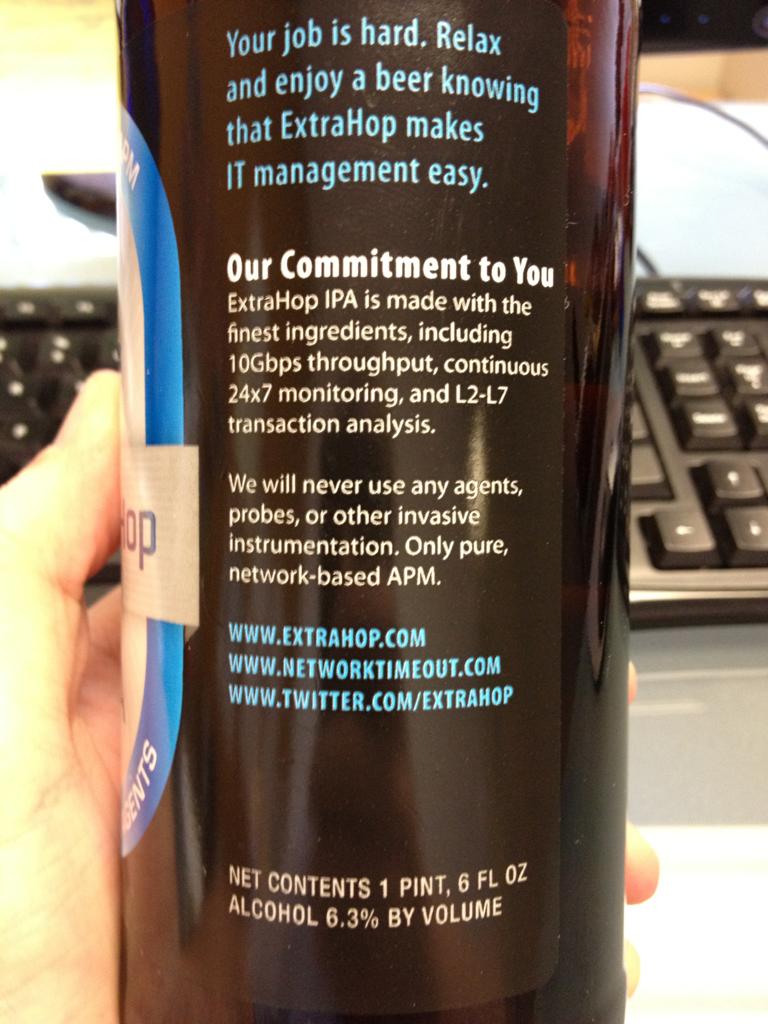 Your job is hard. Relax
and enjoy a beer knowing
that ExtraHop makes
IT management easy.
Our Commitment to You
ExtraHop IPA is made with the
finest ingredients, including
10Gbps throughput, continuous
24x7 monitoring, and L2-L7
transaction analysis.
We will never use any agents,
probes, or other invasive
instrumentation. Only pure,
network-based APM.
WWW.EXTRAHOP.COM
WWW.NETWORKTIMEOUT.COM
WWW.TWITTER.COM/EXTRAHOP
NET CONTENTS 1 PINT, 6 FL OZ
ALCOHOL 6.3% BY VOLUME